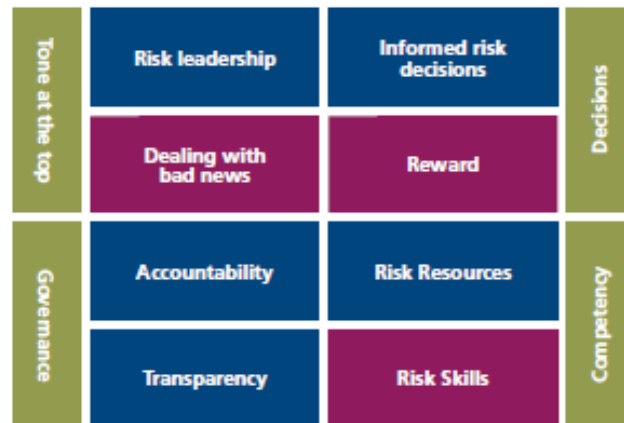 Tone at the top
Risk leadership
Informed risk
decisions
Decisions
Dealing with
bad news
Reward
Governance
Accountability
Risk Resources
Competency
Transparency
Risk Skills